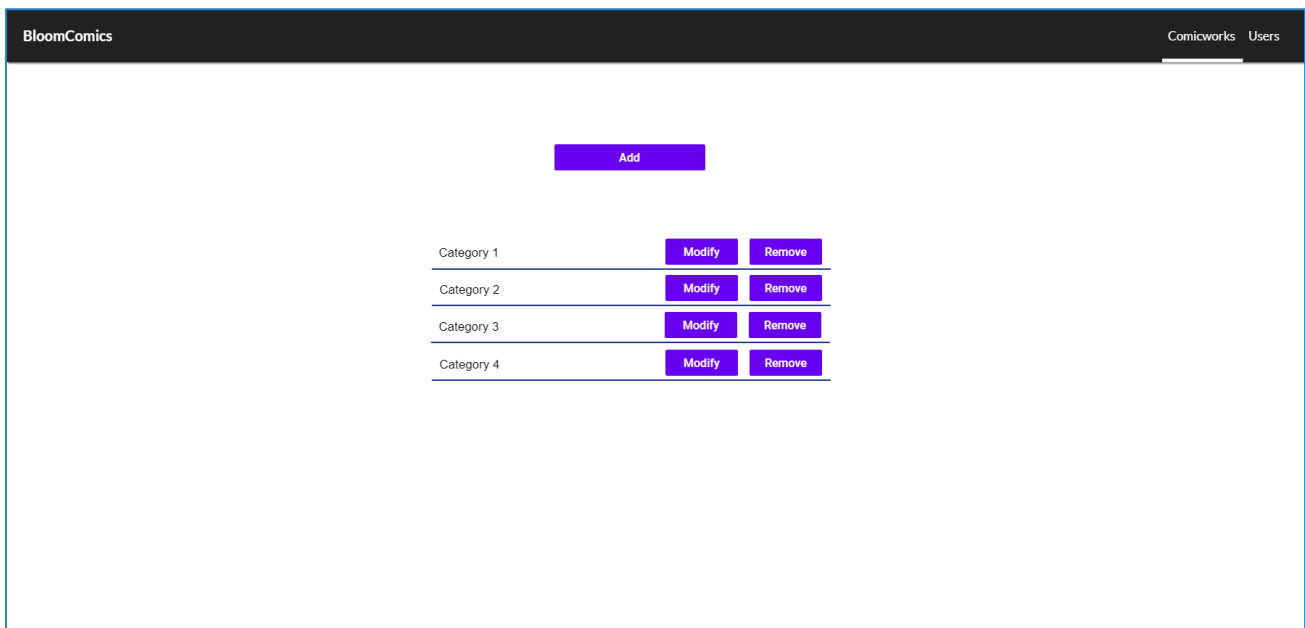 BloomComics Comicworks Users
Add
Category 1 Modify Remove
Category 2 Modify Remove
Category 3 Modify Remove
Category 4 Modify Remove